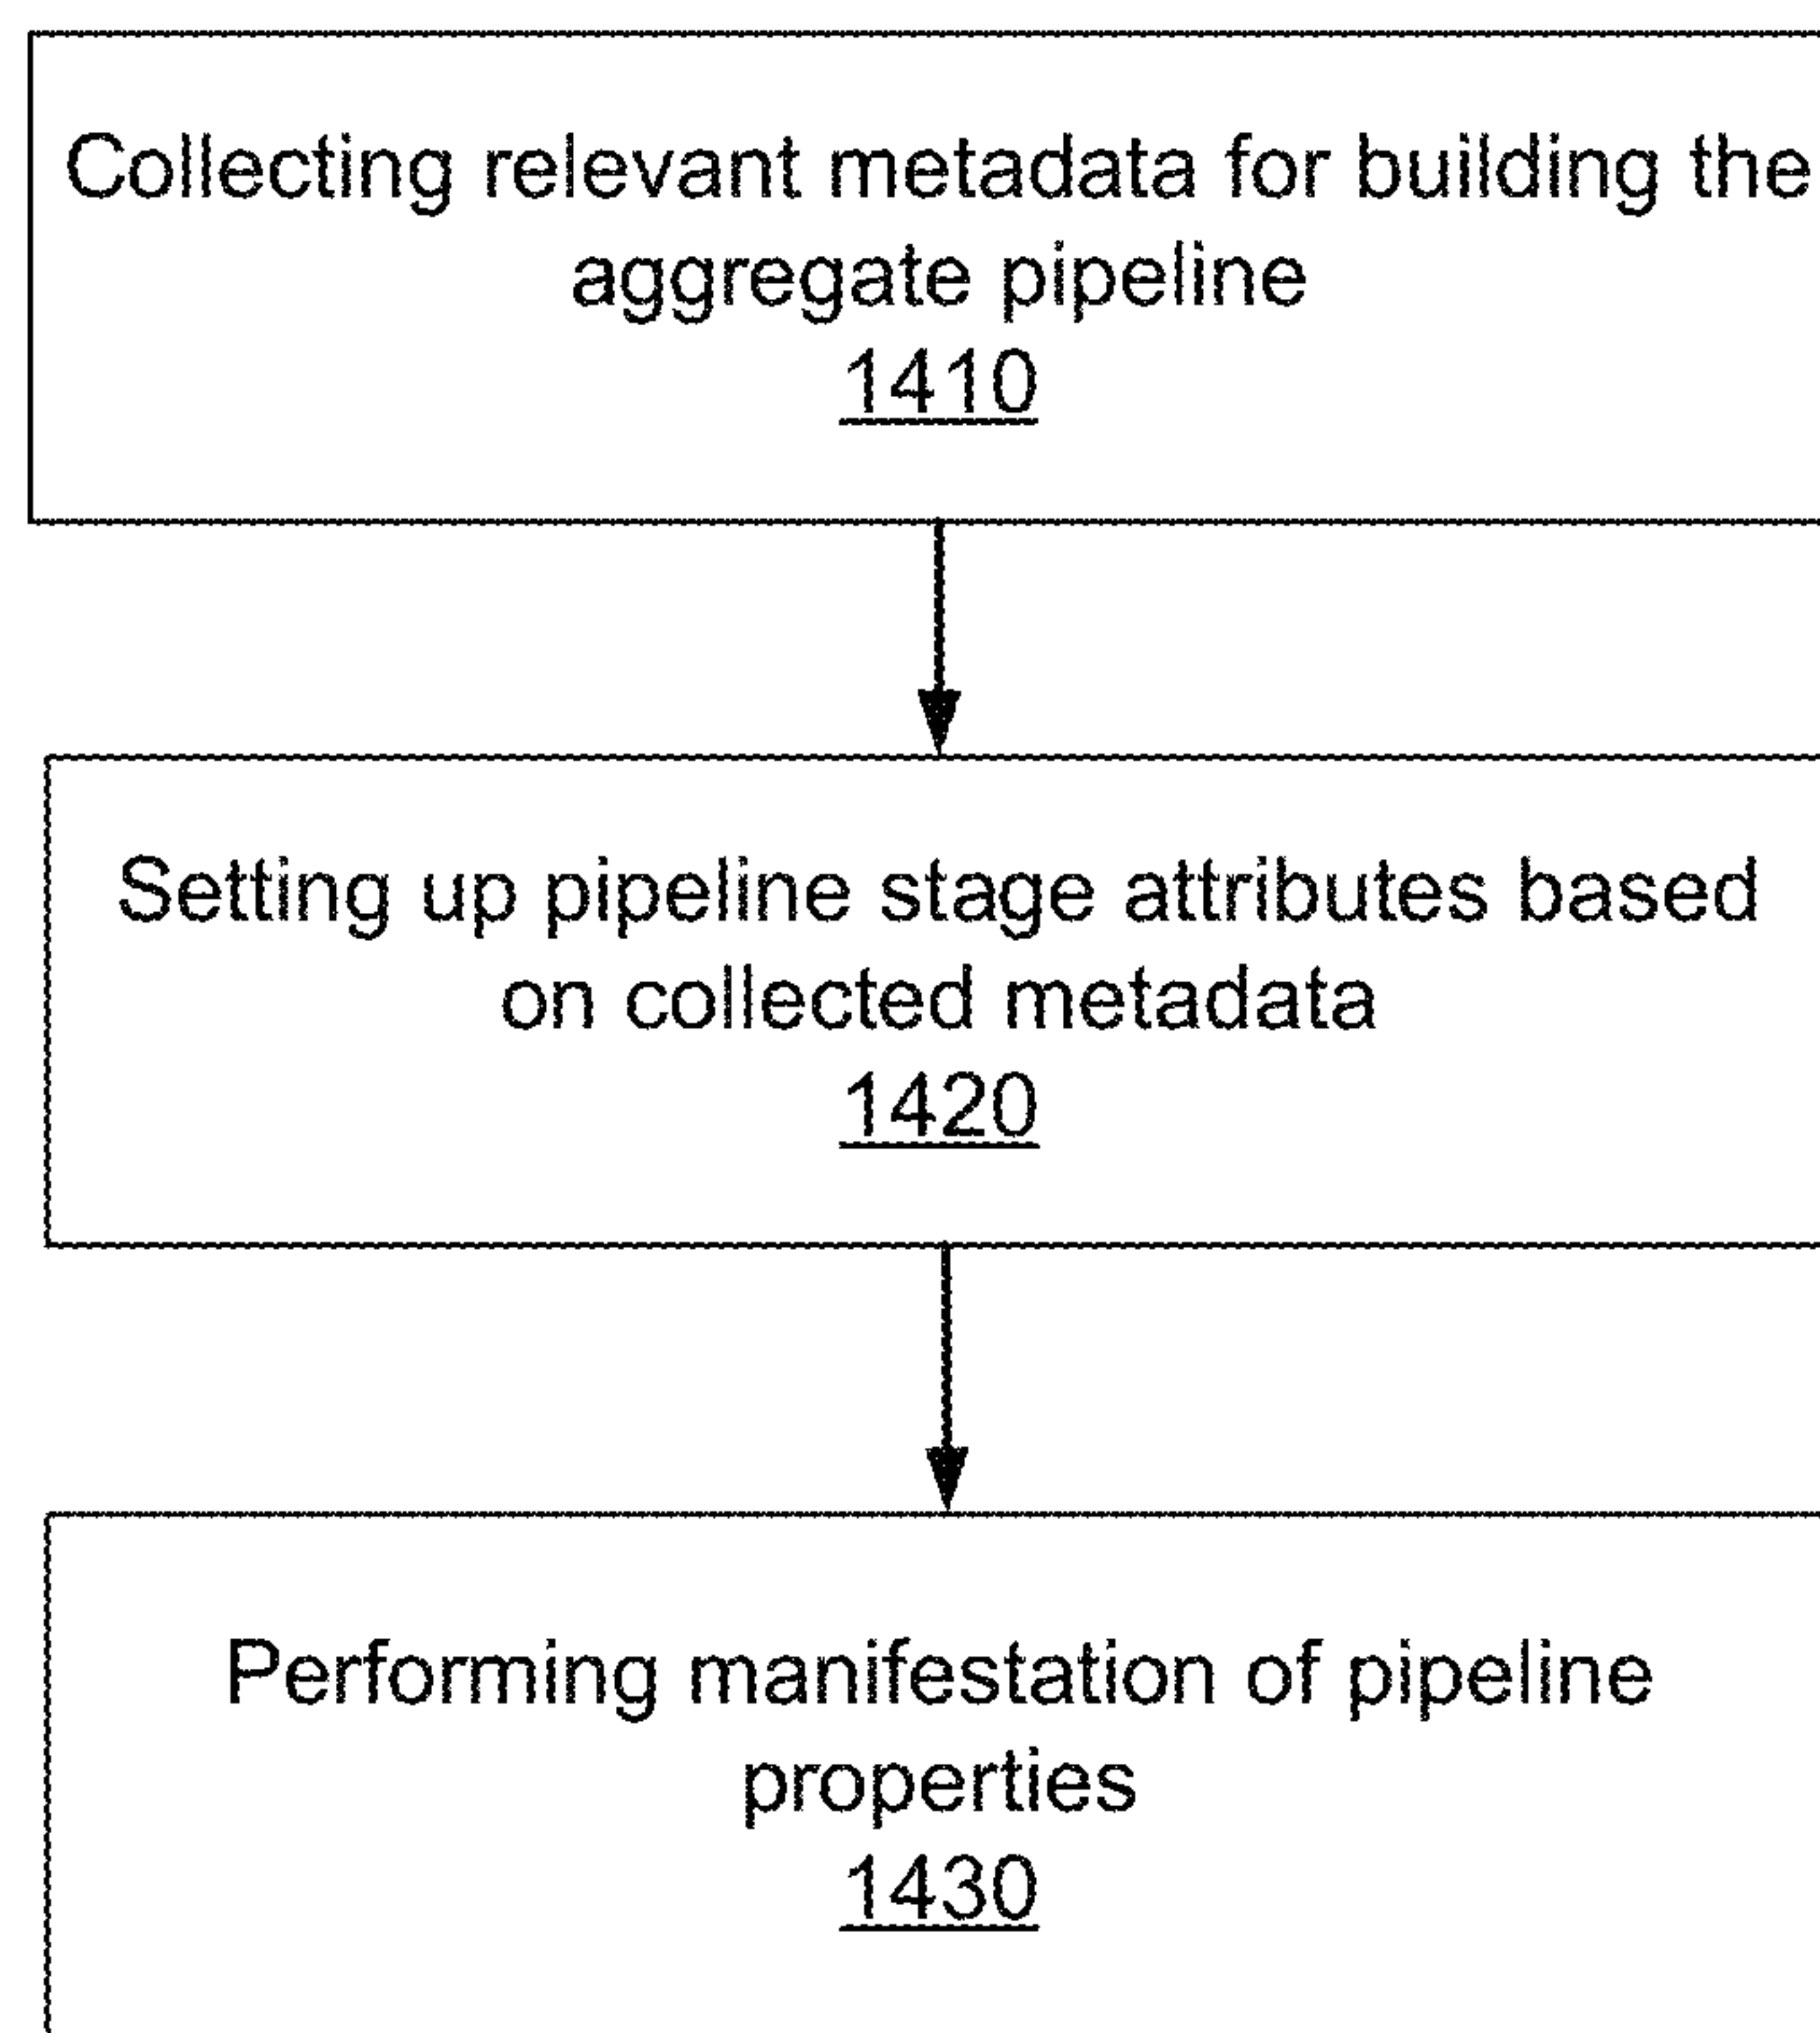 Collecting relevant metadata for building the
aggregate pipeline
1410
Setting up pipeline stage attributes based
on collected metadata
1420
Performing manifestation of pipeline
properties
1430